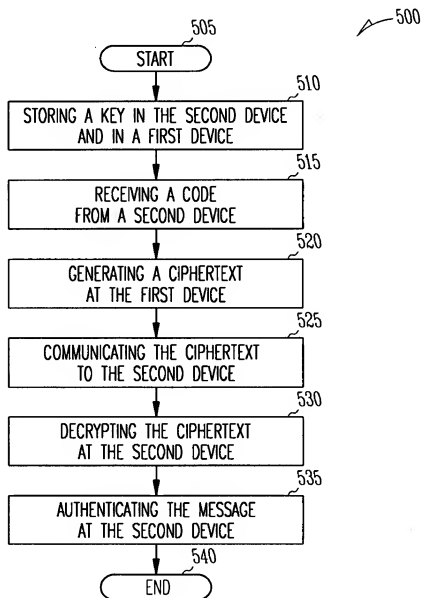 500
505
START
510
STORING A KEY IN THE SECOND DEVICE
AND IN A FIRST DEVICE
515
RECEIVING A CODE
FROM A SECOND DEVICE
520
GENERATING A CIPHERTEXT
AT THE FIRST DEVICE
525
COMMUNICATING THE CIPHERTEXT
TO THE SECOND DEVICE
530
DECRYPTING THE CIPHERTEXT
AT THE SECOND DEVICE
535
AUTHENTICATING THE MESSAGE
AT THE SECOND DEVICE
540
END